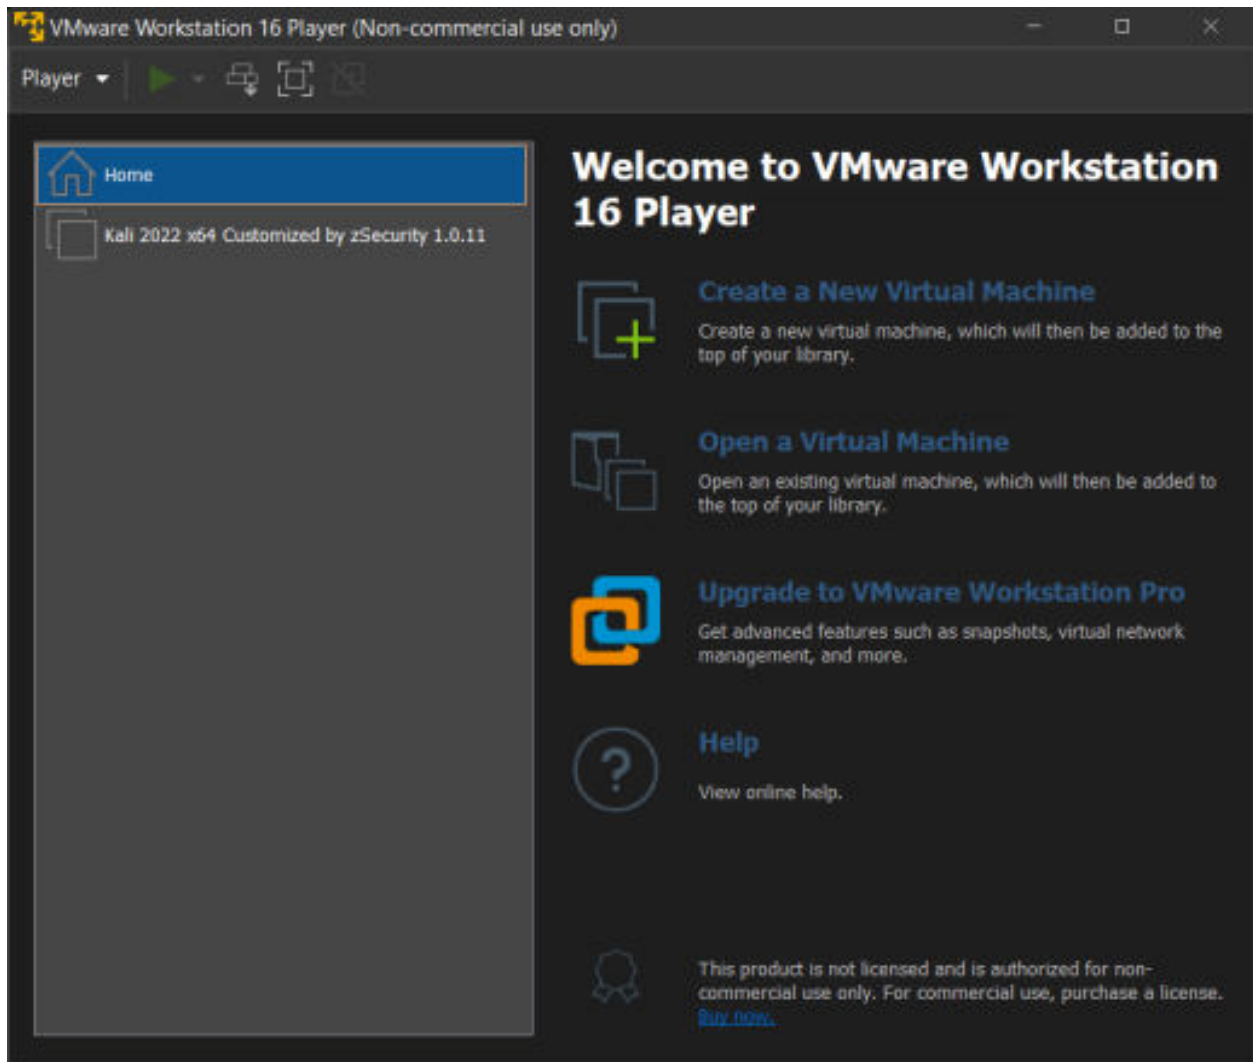 VMware Workstation 16 Player (Non-commercial use only)
Player
Home
Kali 2022 x64 Customized by zSecurity 1.0.11
Welcome to VMware Workstation
16 Player
Create a New Virtual Machine
Create a new virtual machine, which will then be added to the
top of your library.
Open a Virtual Machine
Open an existing virtual machine, which will then be added to
the top of your library.
Upgrade to VMware Workstation Pro
Get advanced features such as snapshots, virtual network
management, and more.
Help
View online help.
This product is not licensed and is authorized for non-
commercial use only. For commercial use, purchase a license.
Buy now.